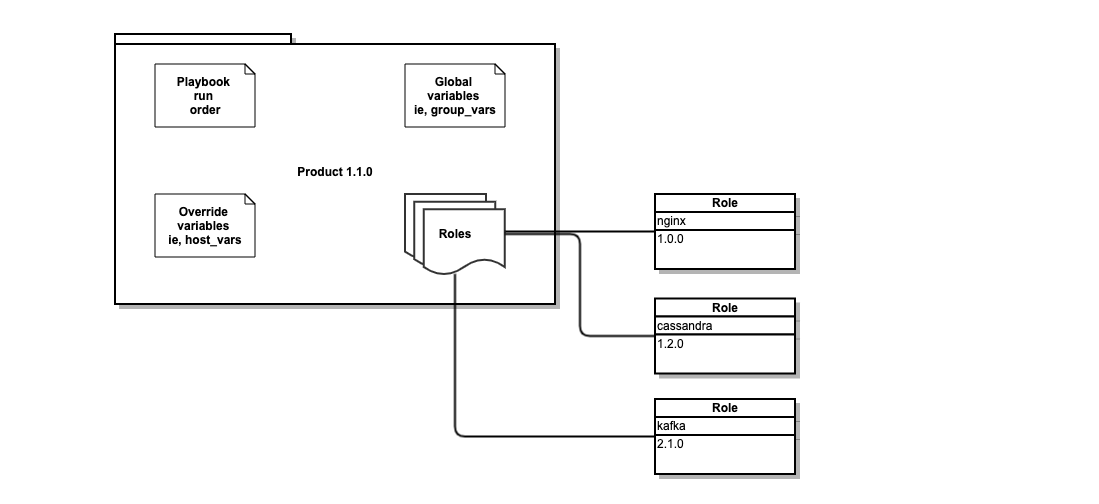 Playbook
run
order
Global
variables
ie, group_vars
Product 1.1.0
Override
variables
ie, host_vars
Roles
Role
nginx
1.0.0
Role
cassandra
1.2.0
Role
kafka
2.1.0